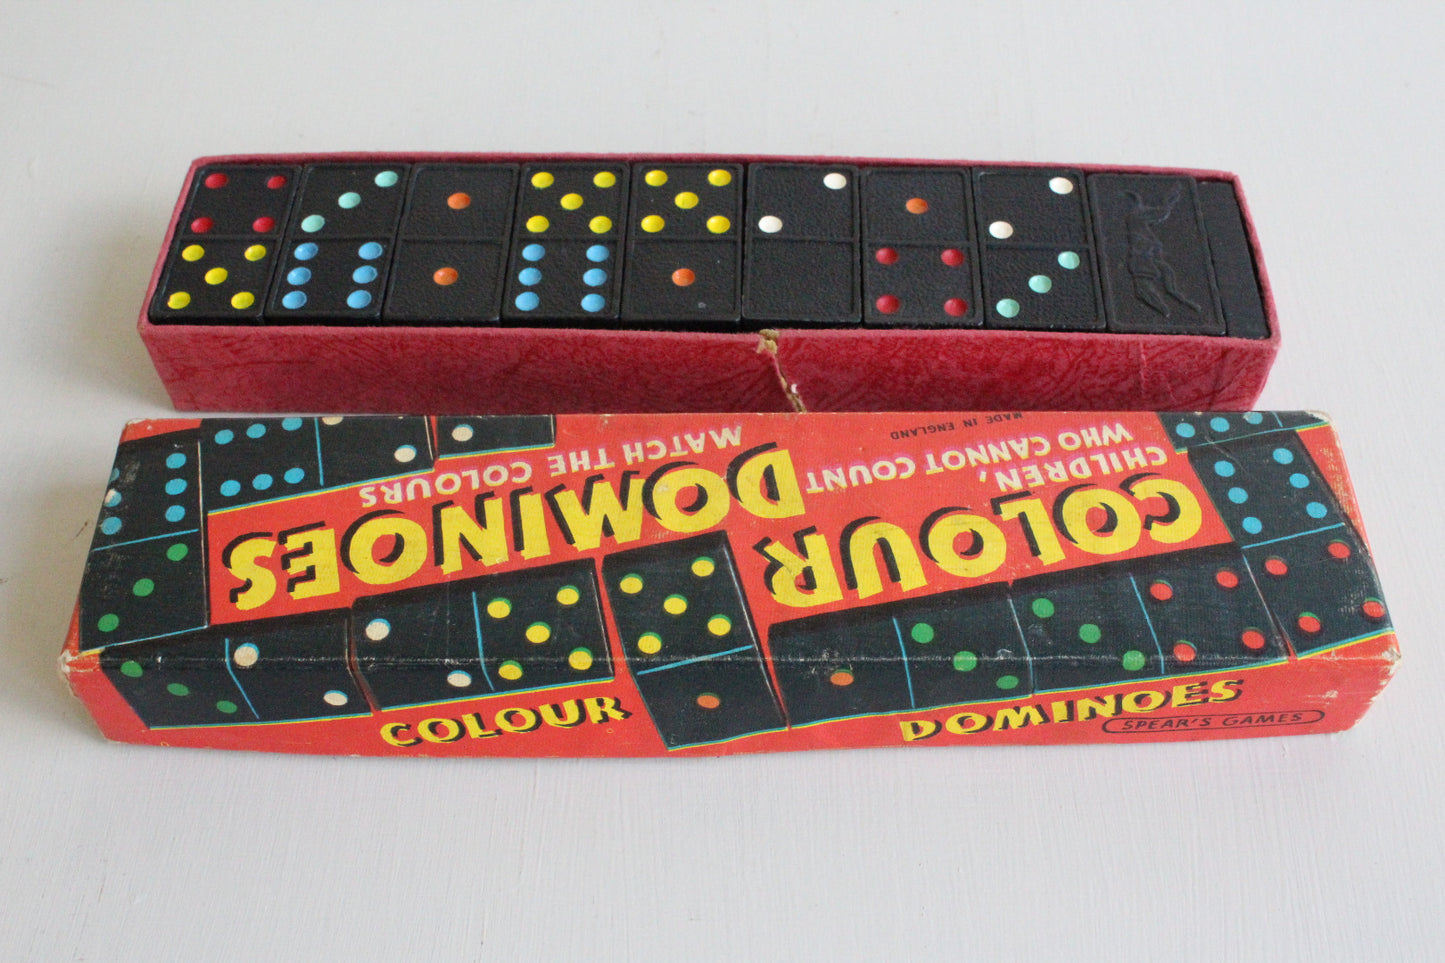 COLOUR
DOMINOES
CHILDREN,
WHO CANNOT COUNT
MATCH THE COLOURS
MADE IN ENGLAND
COLOUR DOMINOES
SPEAR'S GAMES